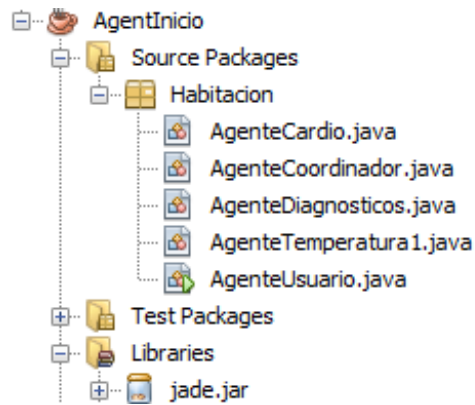 AgentInicio
Source Packages
Habitacion
AgenteCardio.java
AgenteCoordinador.java
AgenteDiagnosticos.java
AgenteTemperatura1.java
AgenteUsuario.java
Test Packages
Libraries
jade.jar